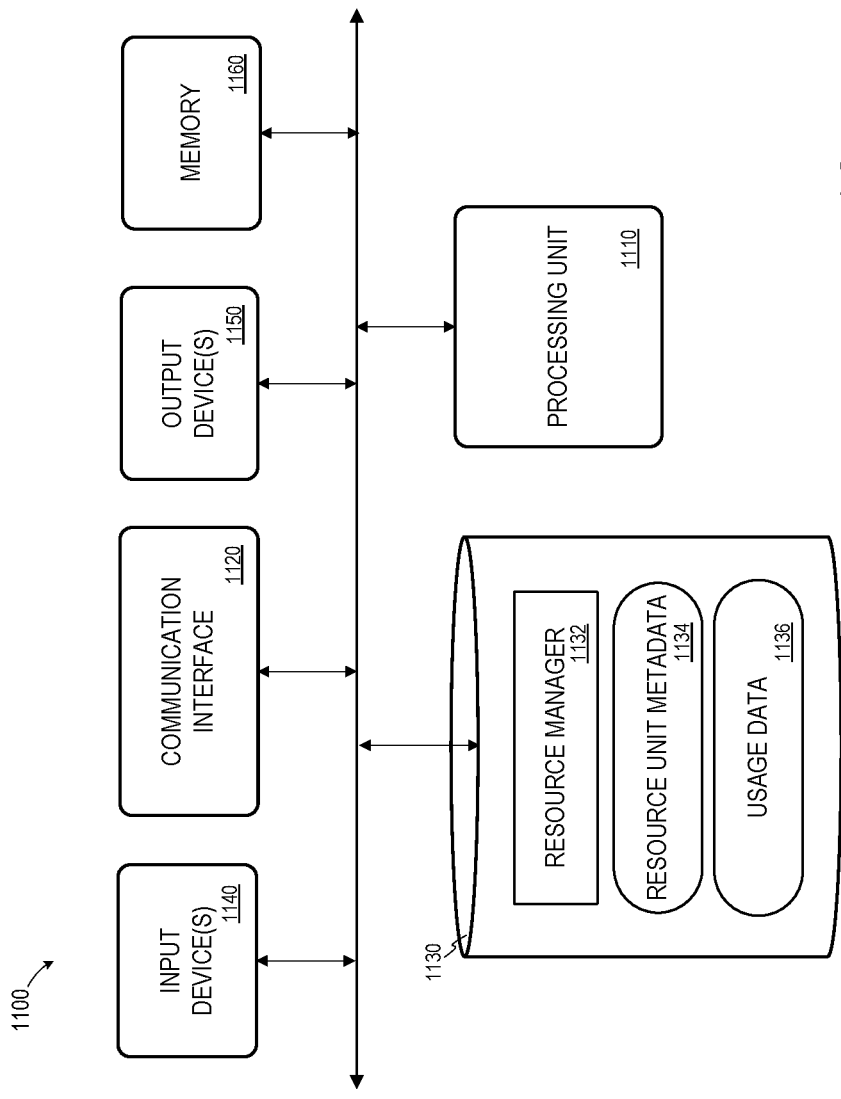 1100
INPUT
DEVICE(S)
1140
COMMUNICATION
INTERFACE
1120
OUTPUT
DEVICE(S)
1150
MEMORY
1160
1130
RESOURCE MANAGER
1132
RESOURCE UNIT METADATA
1134
USAGE DATA
1136
PROCESSING UNIT
1110